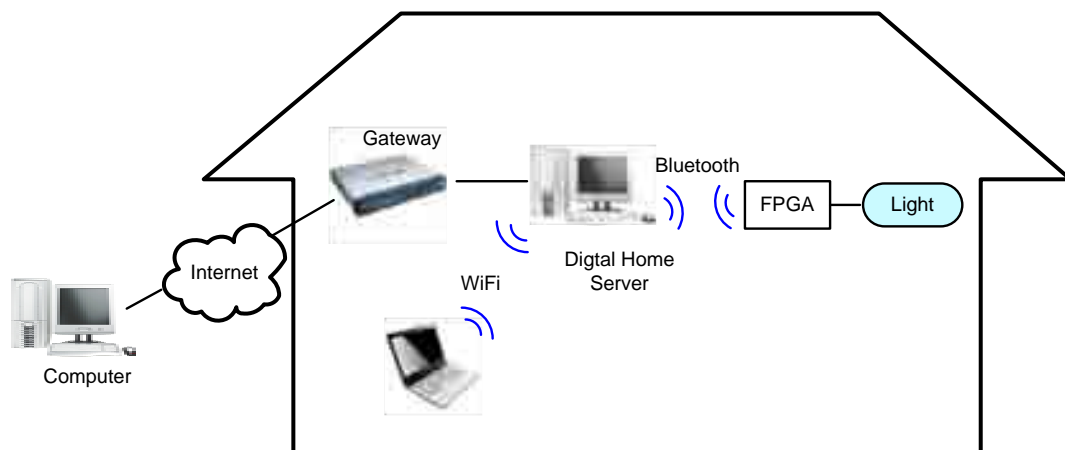 Gateway
Bluetooth
FPGA
Light
Internet
Digtal Home
Server
WiFi
Computer